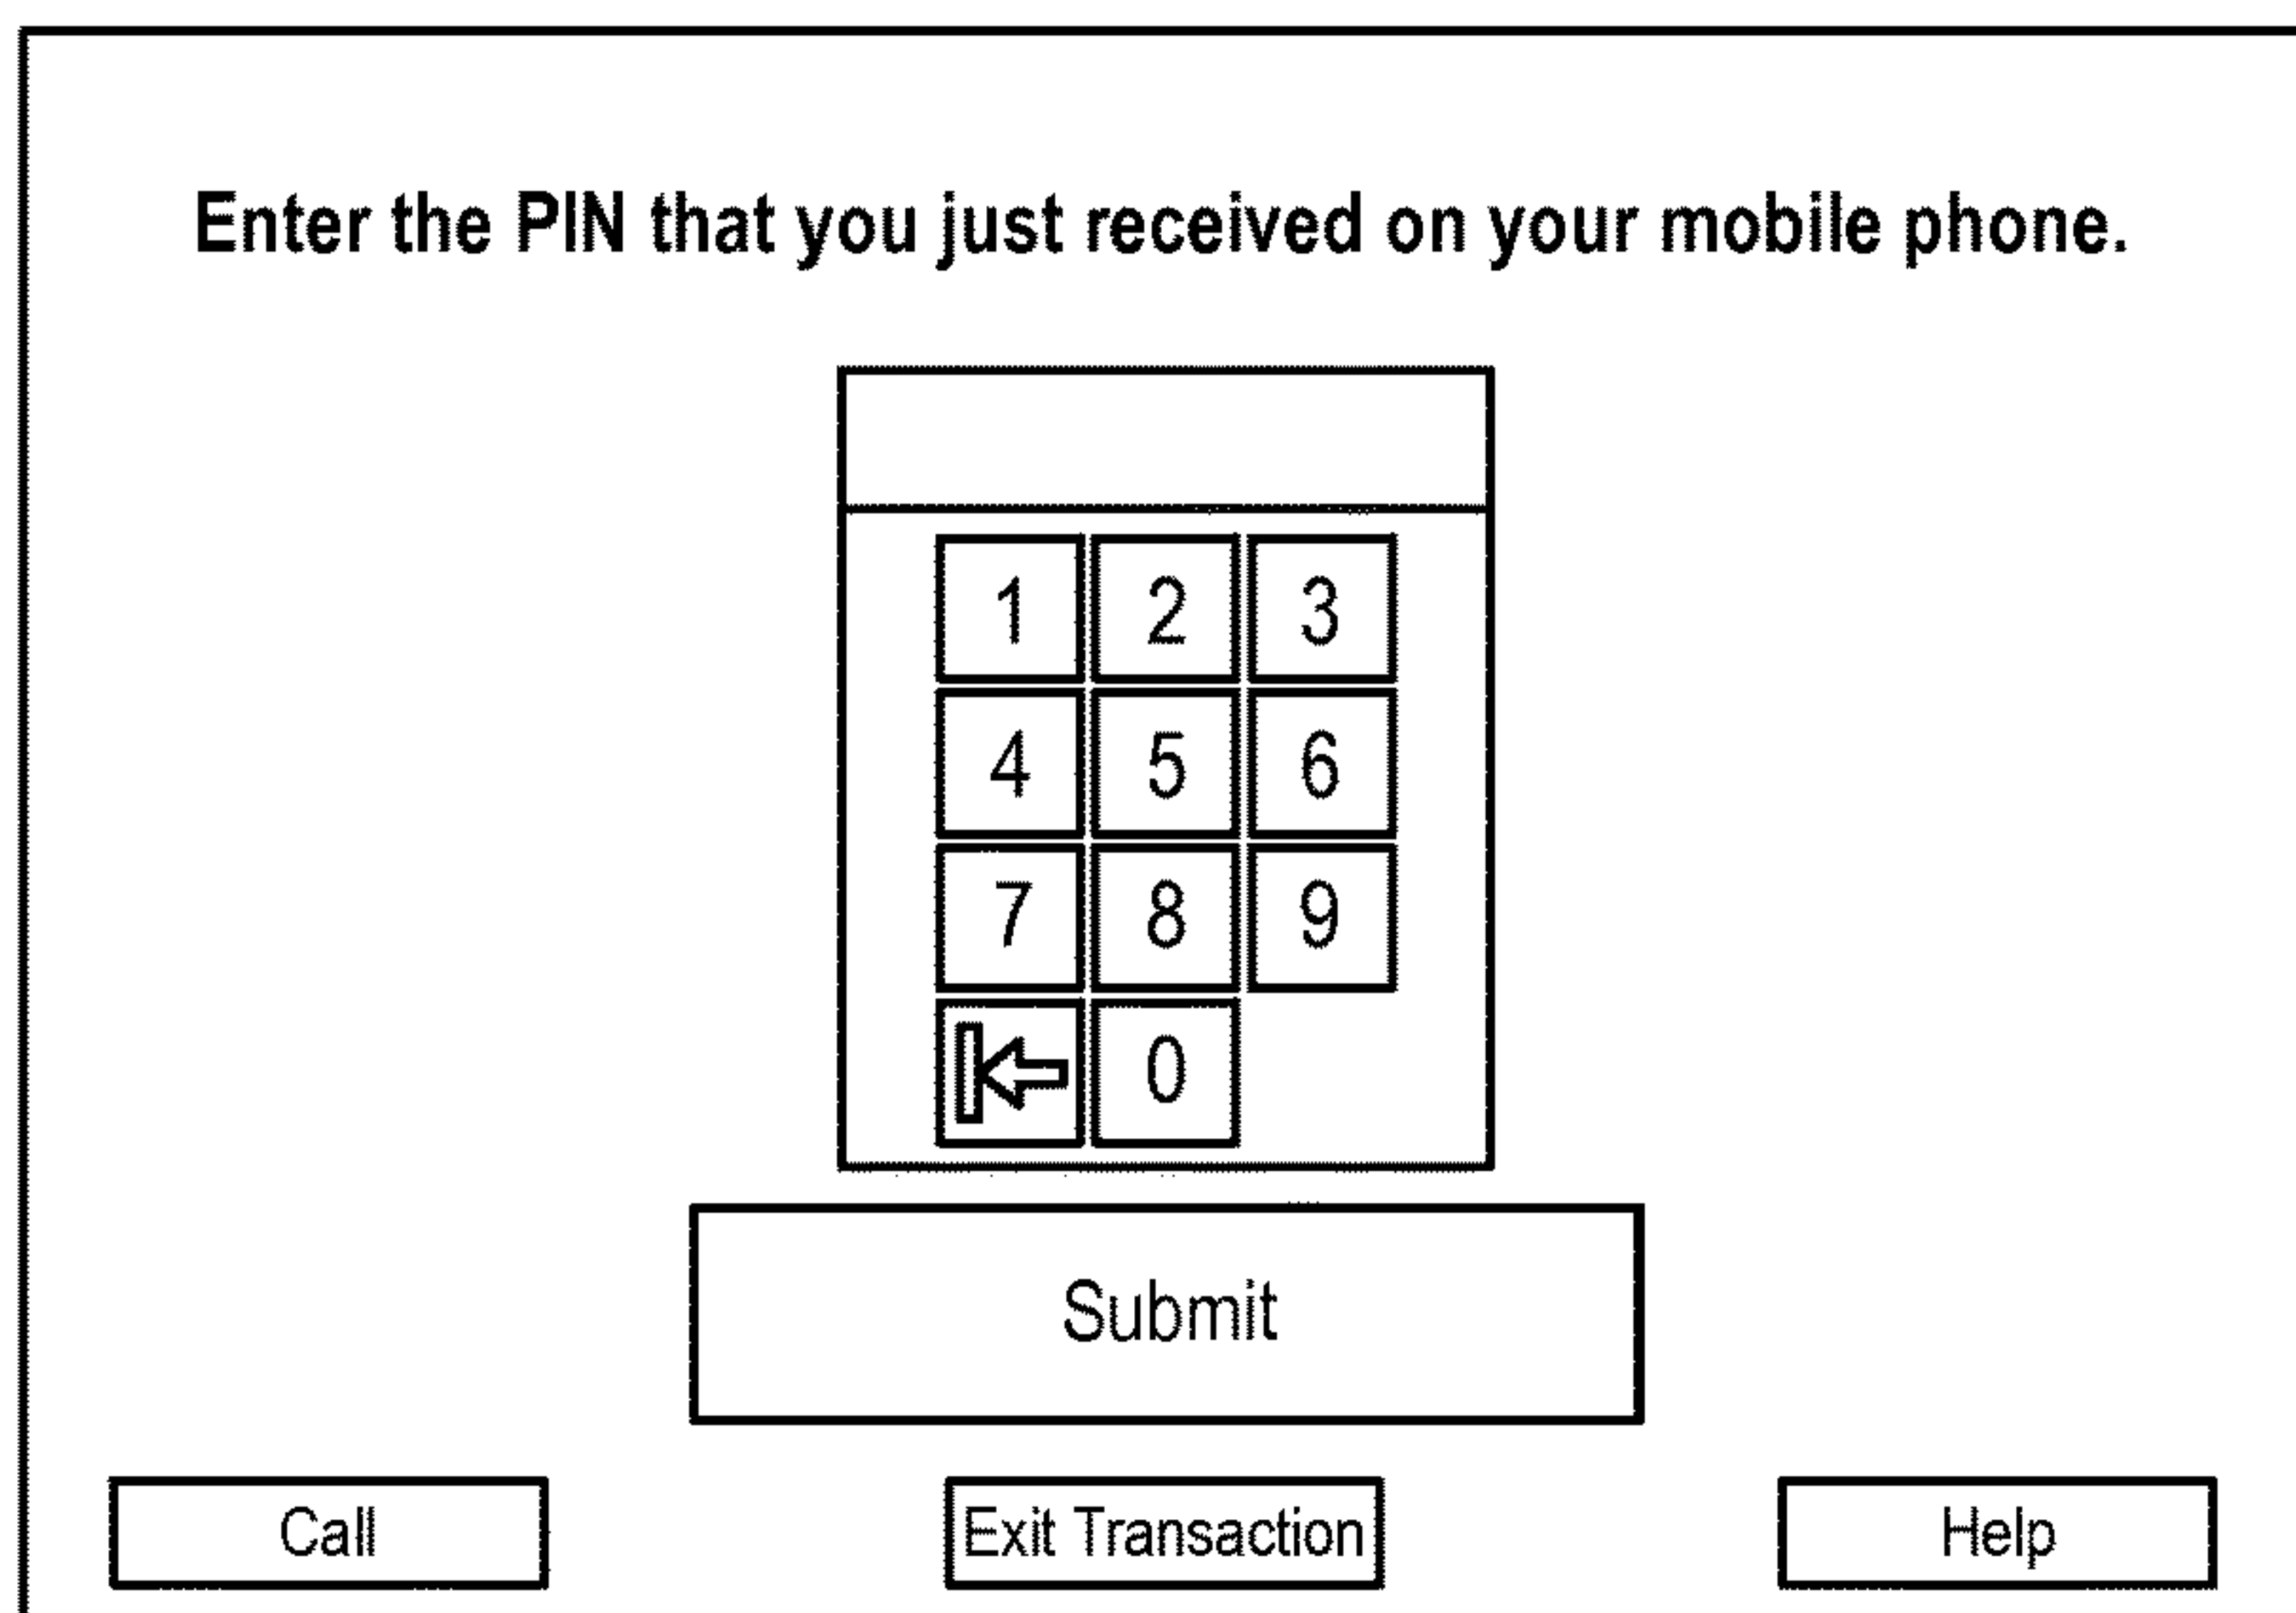 Enter the PIN that you just received on your mobile phone.
1 2 3
4 5 6
7 8 9
0
Submit
Call Exit Transaction Help